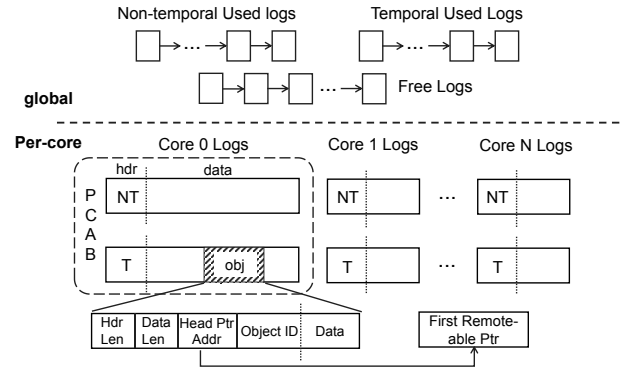 Non-temporal Used logs Temporal Used Logs
Free Logs
global
Per-core Core 0 Logs Core 1 Logs Core N Logs
hdr data
P
C
A
B
NT NT ... NT
T obj T ... T
Hdr Len Data Len Head Ptr Addr Object ID Data
First Remote-
able Ptr